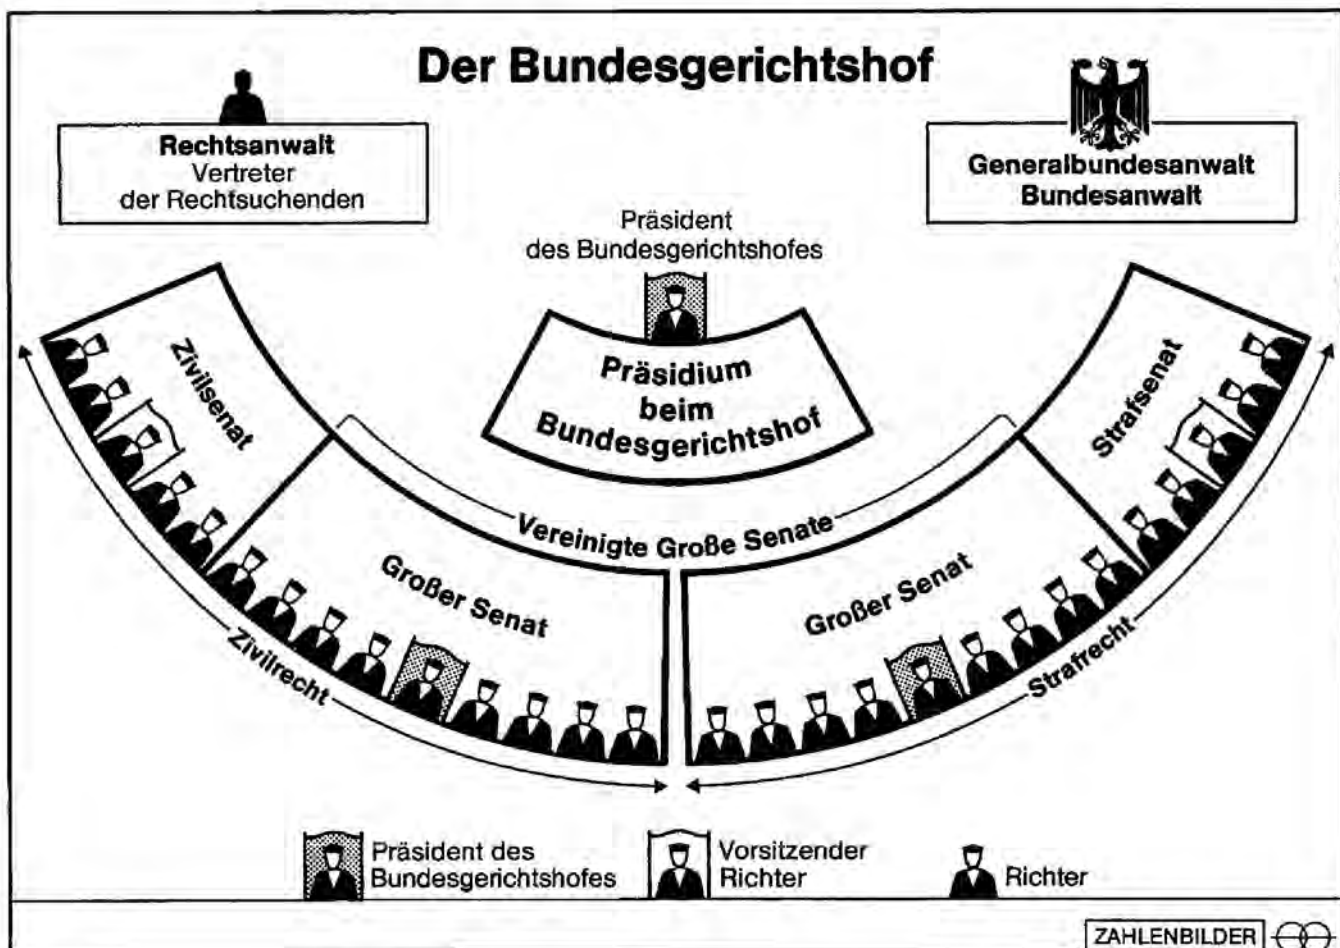 Der Bundesgerichtshof
Rechtsanwalt
Vertreter
der Rechtsuchenden
Generalbundesanwalt
Bundesanwalt
Präsident
des Bundesgerichtshofes
Präsidium
beim
Bundesgerichtshof
Zivilsenat
Strafsenat
Vereinigte Große Senate
Großer Senat
Großer Senat
Zivilrecht
Strafrecht
Präsident des
Bundesgerichtshofes
Vorsitzender
Richter
Richter
ZAHLENBILDER